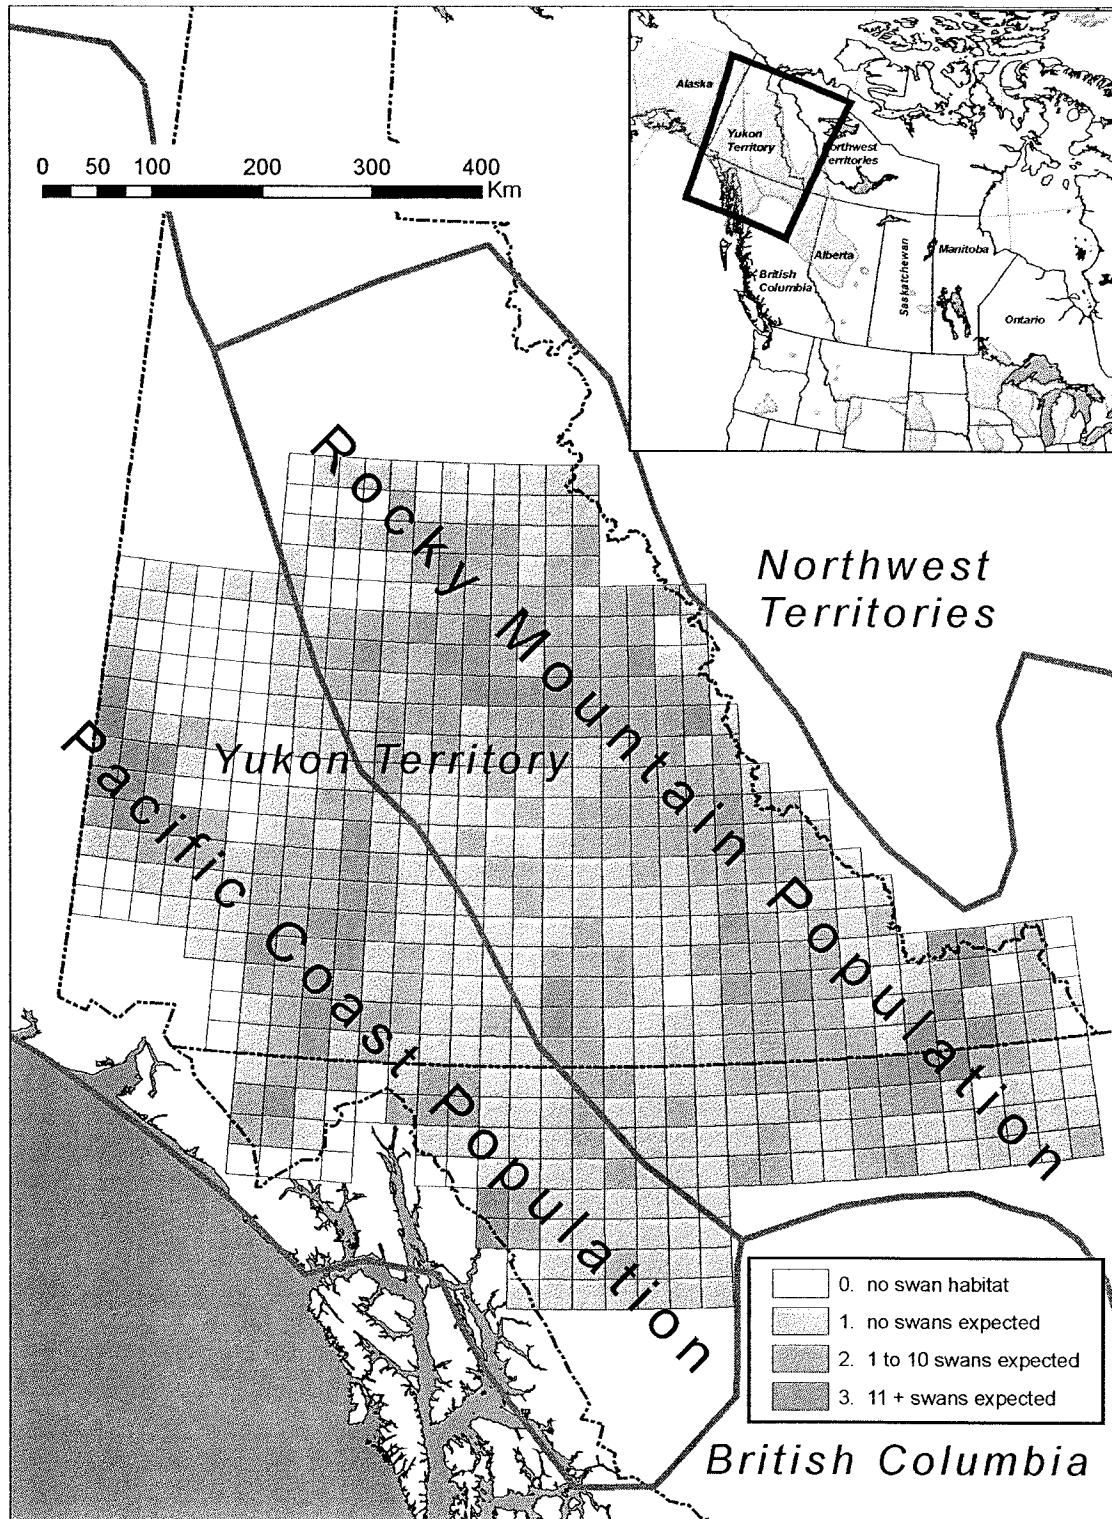 0 50 100 200 300 400
Km
Alaska
Yukon
Territory
Northwest
Territories
British
Columbia
Alberta
Saskatchewan
Manitoba
Ontario
Rocky Mountain Population
Northwest
Territories
Pacific Coast Population
Yukon Territory
0. no swan habitat
1. no swans expected
2. 1 to 10 swans expected
3. 11 + swans expected
British Columbia